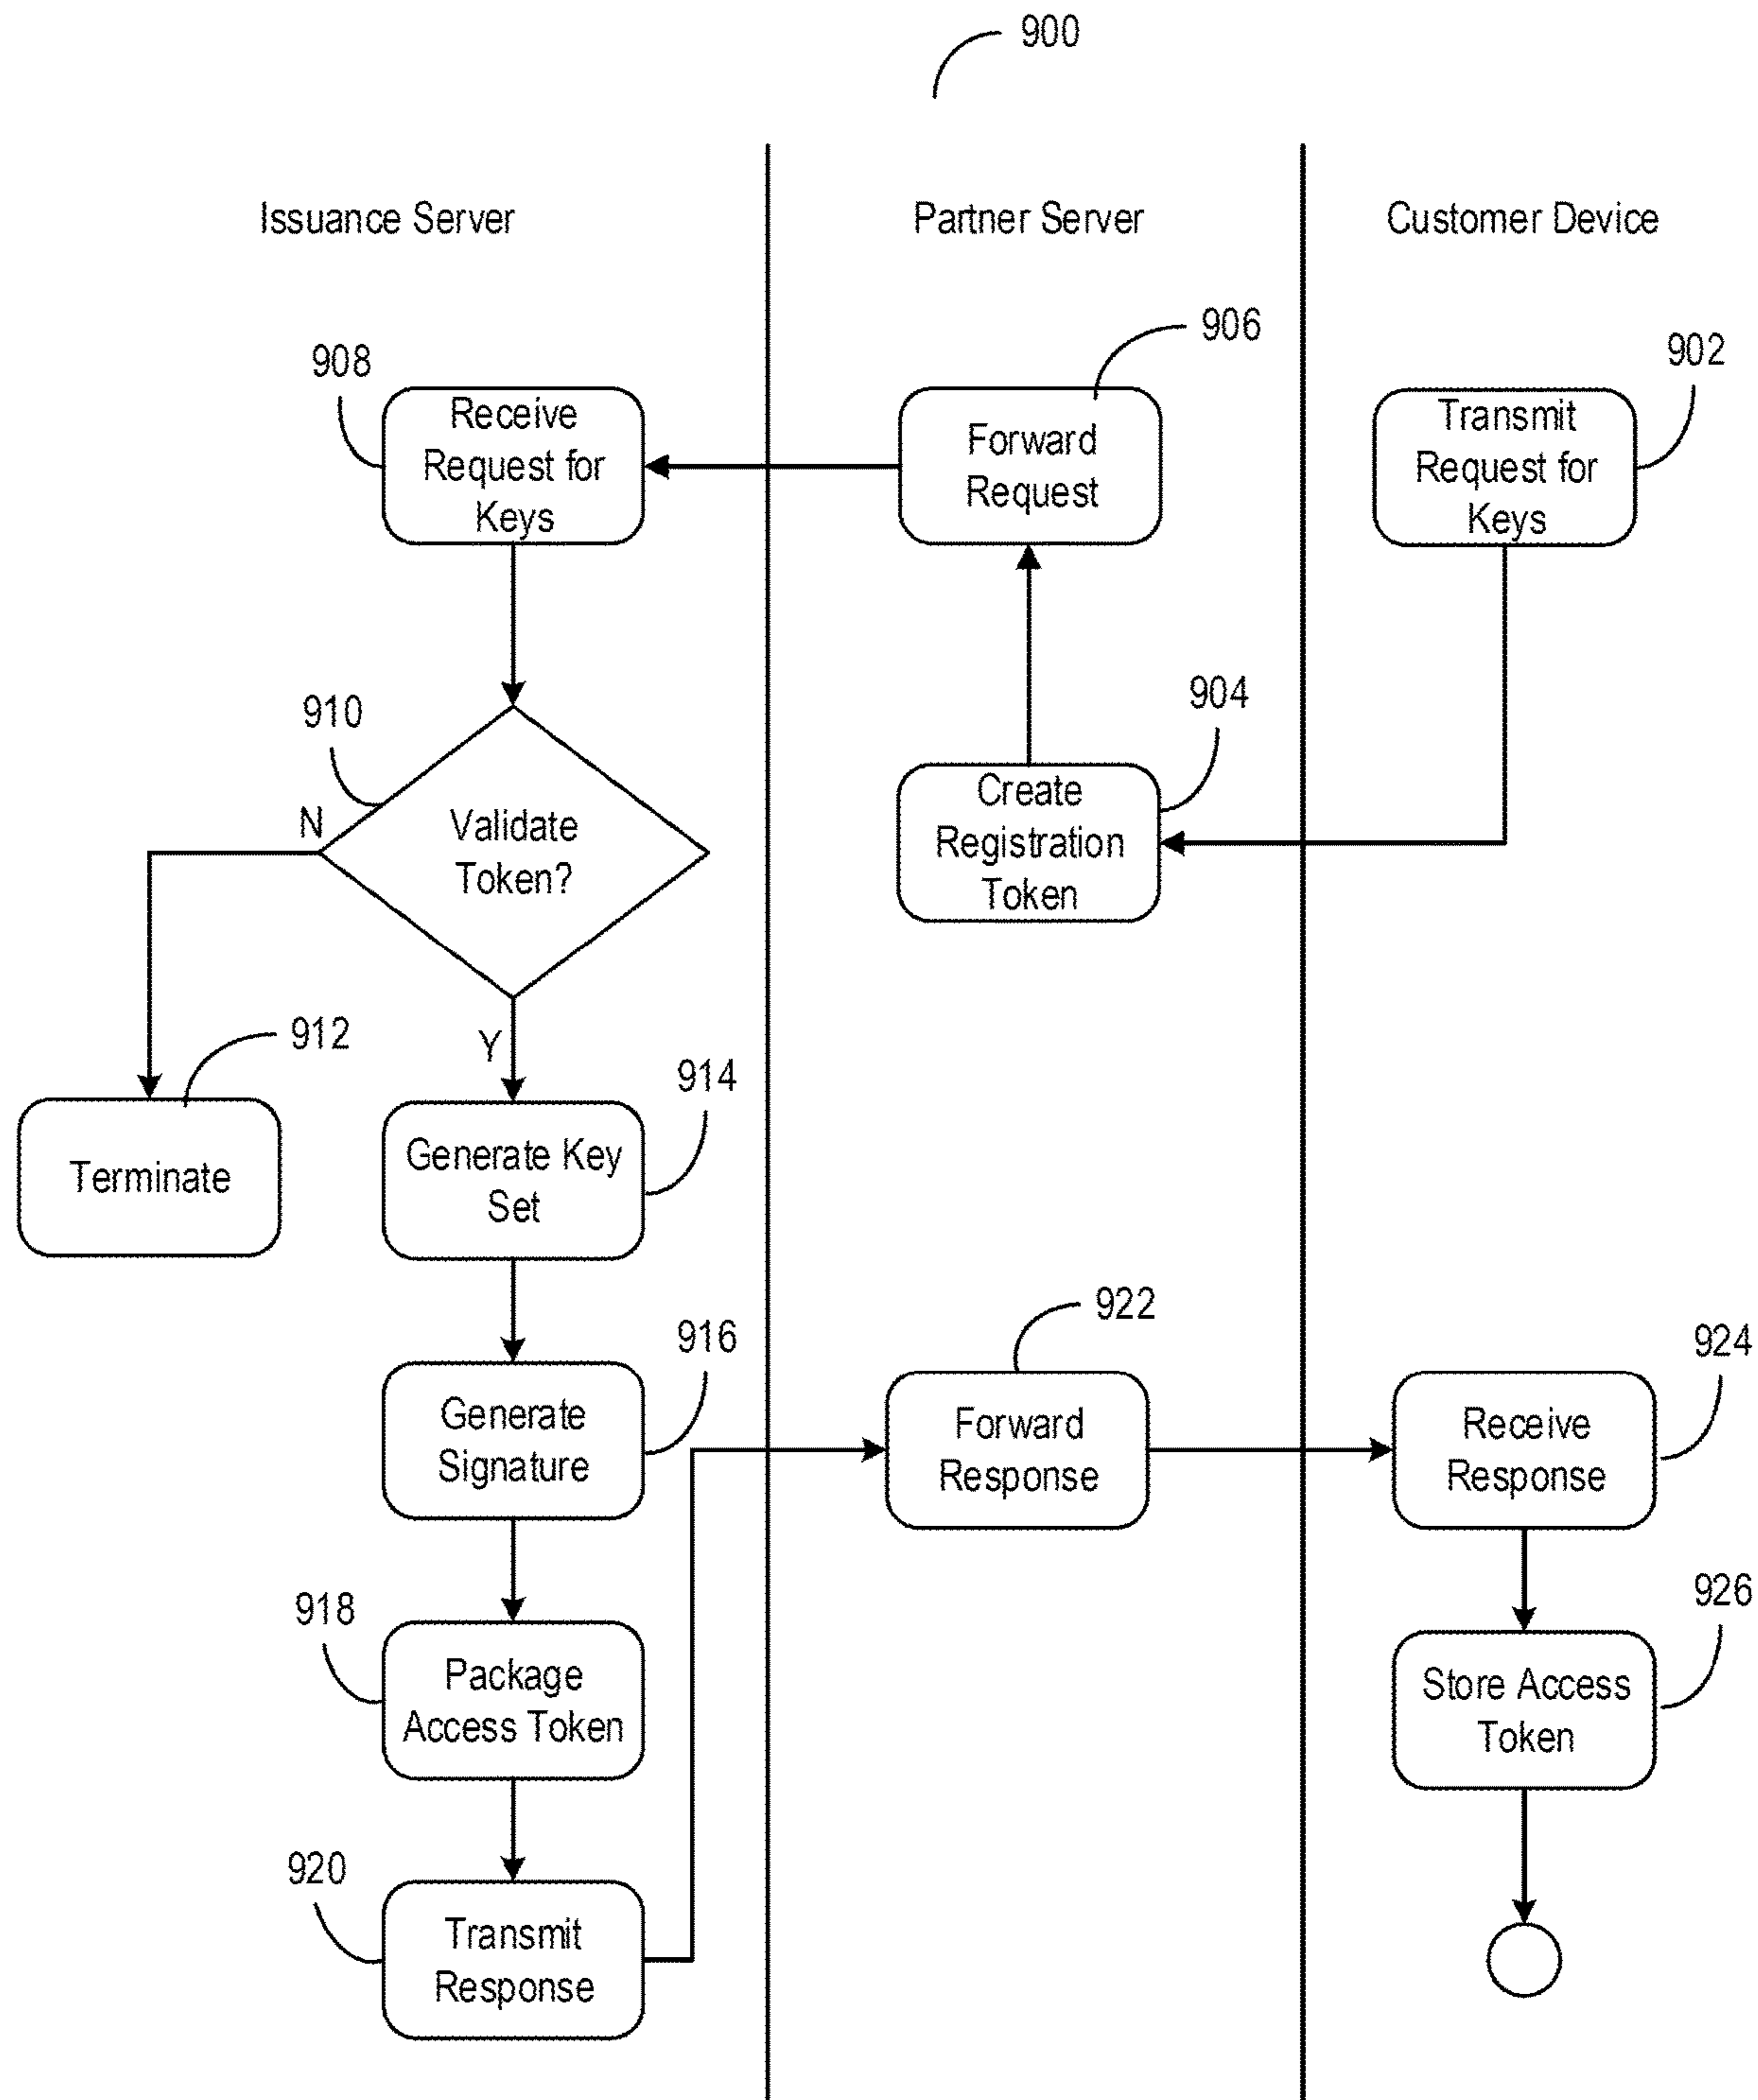 900
Issuance Server
Partner Server
Customer Device
908
Receive
Request for
Keys
906
Forward
Request
902
Transmit
Request for
Keys
910
N
Validate
Token?
Y
904
Create
Registration
Token
912
Terminate
914
Generate Key
Set
916
Generate
Signature
922
Forward
Response
924
Receive
Response
918
Package
Access Token
926
Store Access
Token
920
Transmit
Response